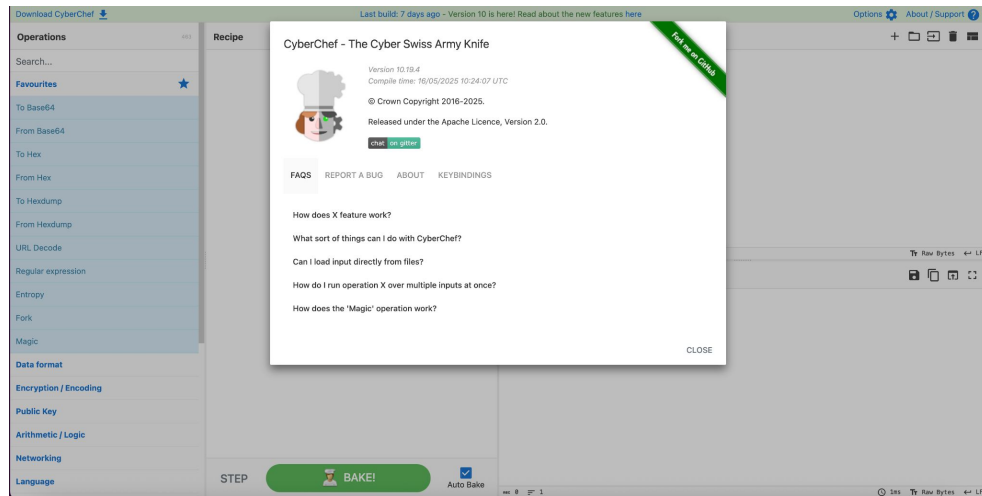 Download CyberChef
Last build: 7 days ago - Version 10 is here! Read about the new features here
Options
About / Support
Operations
Recipe
Search...
Favourites
To Base64
From Base64
To Hex
From Hex
To Hexdump
From Hexdump
URL Decode
Regular expression
Entropy
Fork
Magic
Data format
Encryption / Encoding
Public Key
Arithmetic / Logic
Networking
Language
CyberChef - The Cyber Swiss Army Knife
Fork me on GitHub
Version 10.19.4
Compile time: 16/05/2025 10:24:07 UTC
© Crown Copyright 2016-2025.
Released under the Apache Licence, Version 2.0.
chat on gitter
FAQS REPORT A BUG ABOUT KEYBINDINGS
How does X feature work?
What sort of things can I do with CyberChef?
Can I load input directly from files?
How do I run operation X over multiple inputs at once?
How does the 'Magic' operation work?
CLOSE
Raw Bytes LF
STEP
BAKE!
Auto Bake
0 1
1ms Raw Bytes LF